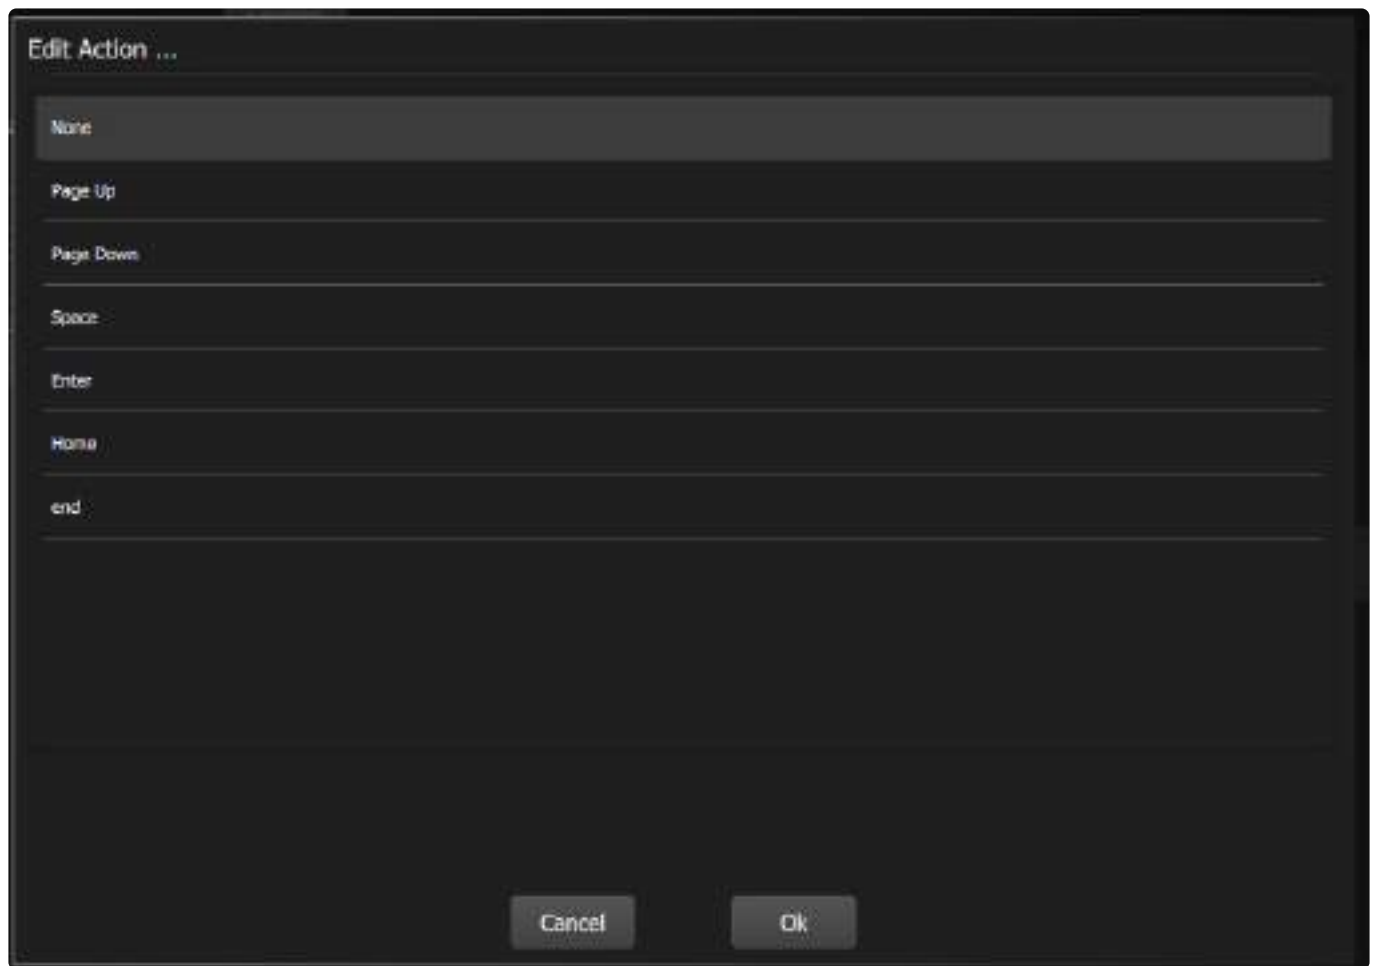 Edit Action ...
None
Page Up
Page Down
Space
Enter
Home
end
Cancel
Ok